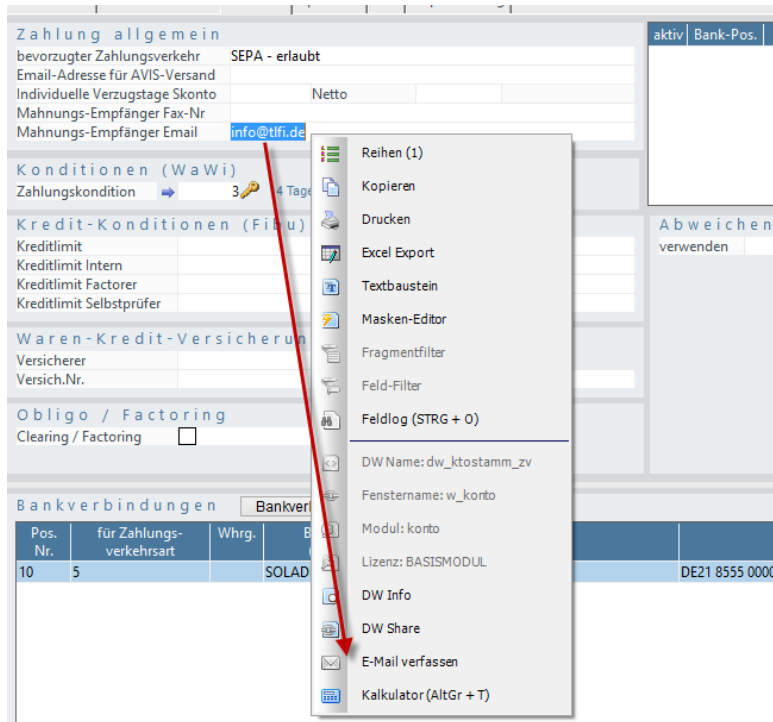 Zahlung allgemein
bevorzugter Zahlungsverkehr SEPA - erlaubt
Email-Adresse für AVIS-Versand
Individuelle Verzugstage Skonto Netto
Mahnungs-Empfänger Fax-Nr
Mahnungs-Empfänger Email info@tlfi.de
Konditionen (WaWi)
Zahlungskondition 3 4 Tage
Kredit-Konditionen (Fibu)
Kreditlimit
Kreditlimit Intern
Kreditlimit Factorer
Kreditlimit Selbstprüfer
Waren-Kredit-Versicherun
Versicherer
Versich.Nr.
Obligo / Factoring
Clearing / Factoring
Reihen (1)
Kopieren
Drucken
Excel Export
Textbaustein
Masken-Editor
Fragmentfilter
Feld-Filter
Feldlog (STRG + O)
DW Name: dw_ktostamm_zv
Fenstername: w_konto
Modul: konto
Lizenz: BASISMODUL
DW Info
DW Share
E-Mail verfassen
Kalkulator (AltGr + T)
aktiv Bank-Pos.
Abweichen
verwenden
Bankverbindungen Bankver
Pos. Nr. für Zahlungs- verkehrsart Whrg. B
10 5 SOLAD DE21 8555 0000